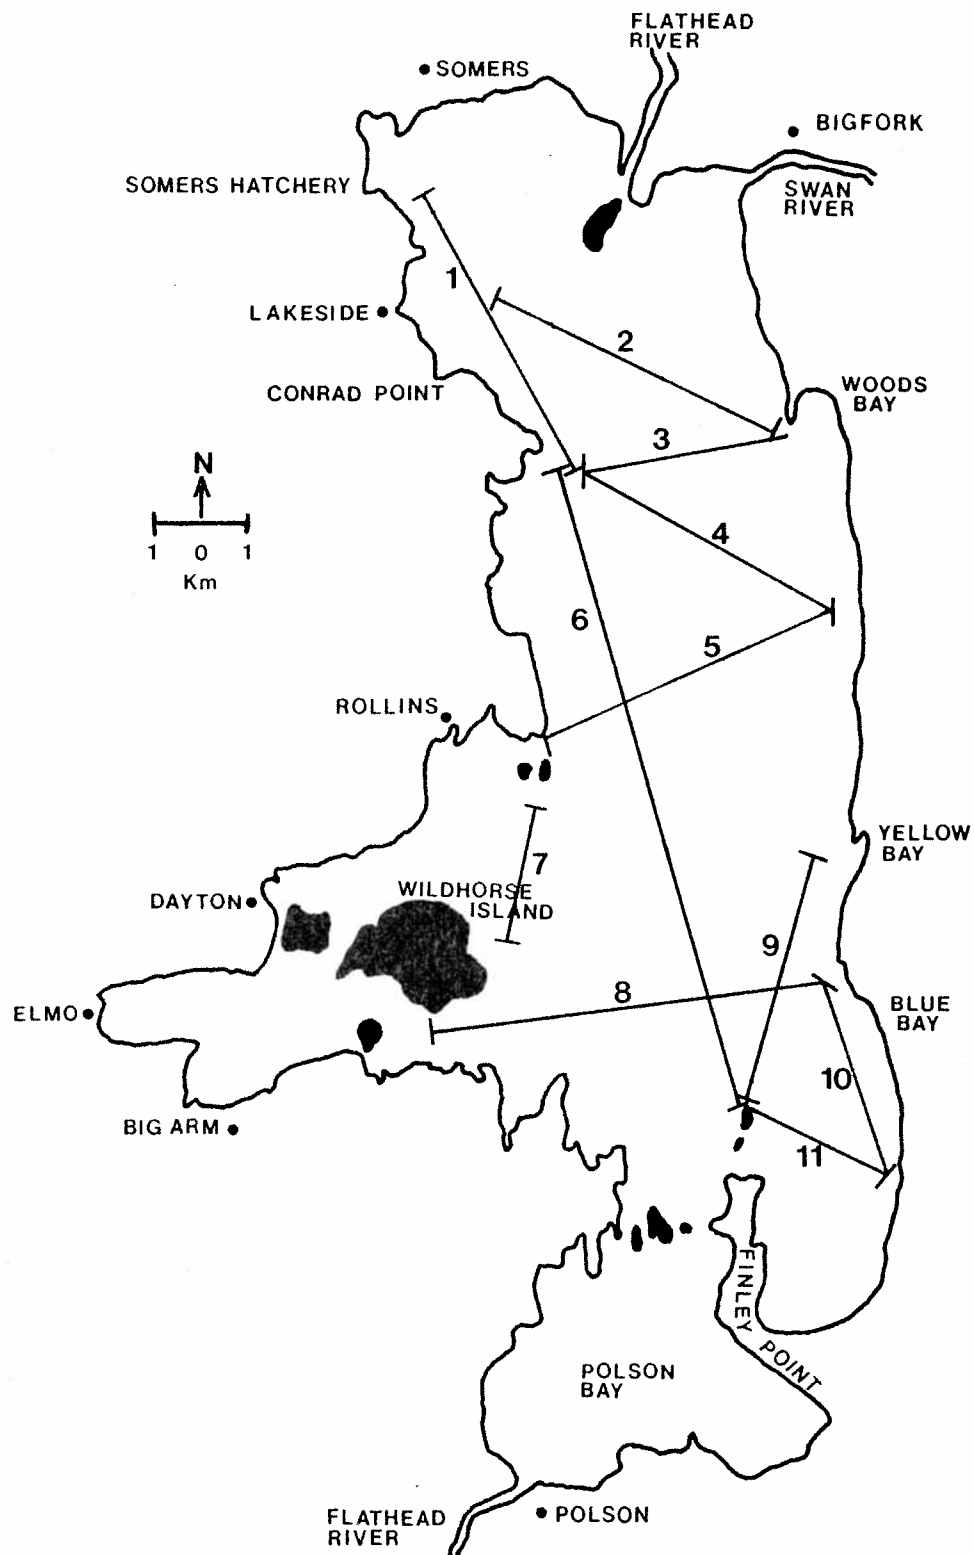 FLATHEAD
RIVER
SOMERS
BIGFORK
SOMERS HATCHERY
SWAN
RIVER
1
LAKESIDE
2
CONRAD POINT
WOODS
BAY
3
N
4
1 0 1
Km
6
5
ROLLINS
YELLOW
BAY
7
WILDHORSE
ISLAND
DAYTON
9
8
ELMO
BLUE
BAY
10
BIG ARM
11
FINLEY POINT
POLSON
BAY
FLATHEAD
RIVER
POLSON